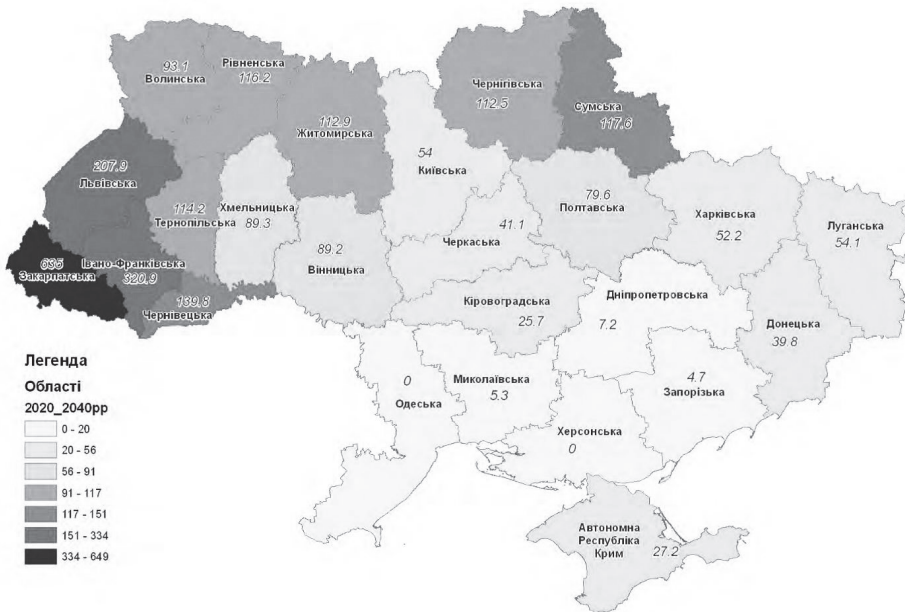 93.1
Волинська
Рівненська
116.2
112.9
Житомирська
Чернігівська
112.5
Сумська
117.6
207.9
Львівська
114.2
Тернопільська
Хмельницька
89.3
54
Київська
79.6
Полтавська
Харківська
52.2
Луганська
54.1
635
Закарпатська
Івано-Франківська
320.9
139.8
Чернівецька
89.2
Вінницька
41.1
Черкаська
Кіровоградська
25.7
Дніпропетровська
7.2
Донецька
39.8
0
Одеська
Миколаївська
5.3
4.7
Запорізька
Херсонська
0
Автономна
Республіка
Крим 27.2
Легенда
Області
2020_2040рр
0 - 20
20 - 56
56 - 91
91 - 117
117 - 151
151 - 334
334 - 649